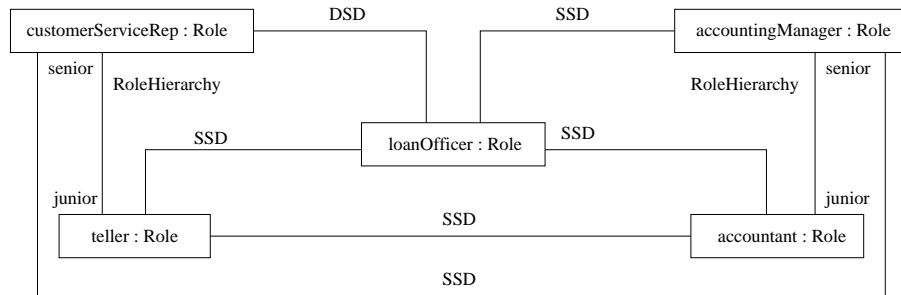 DSD
SSD
customerServiceRep : Role
accountingManager : Role
senior
senior
RoleHierarchy
RoleHierarchy
SSD
loanOfficer : Role
SSD
junior
junior
SSD
teller : Role
accountant : Role
SSD